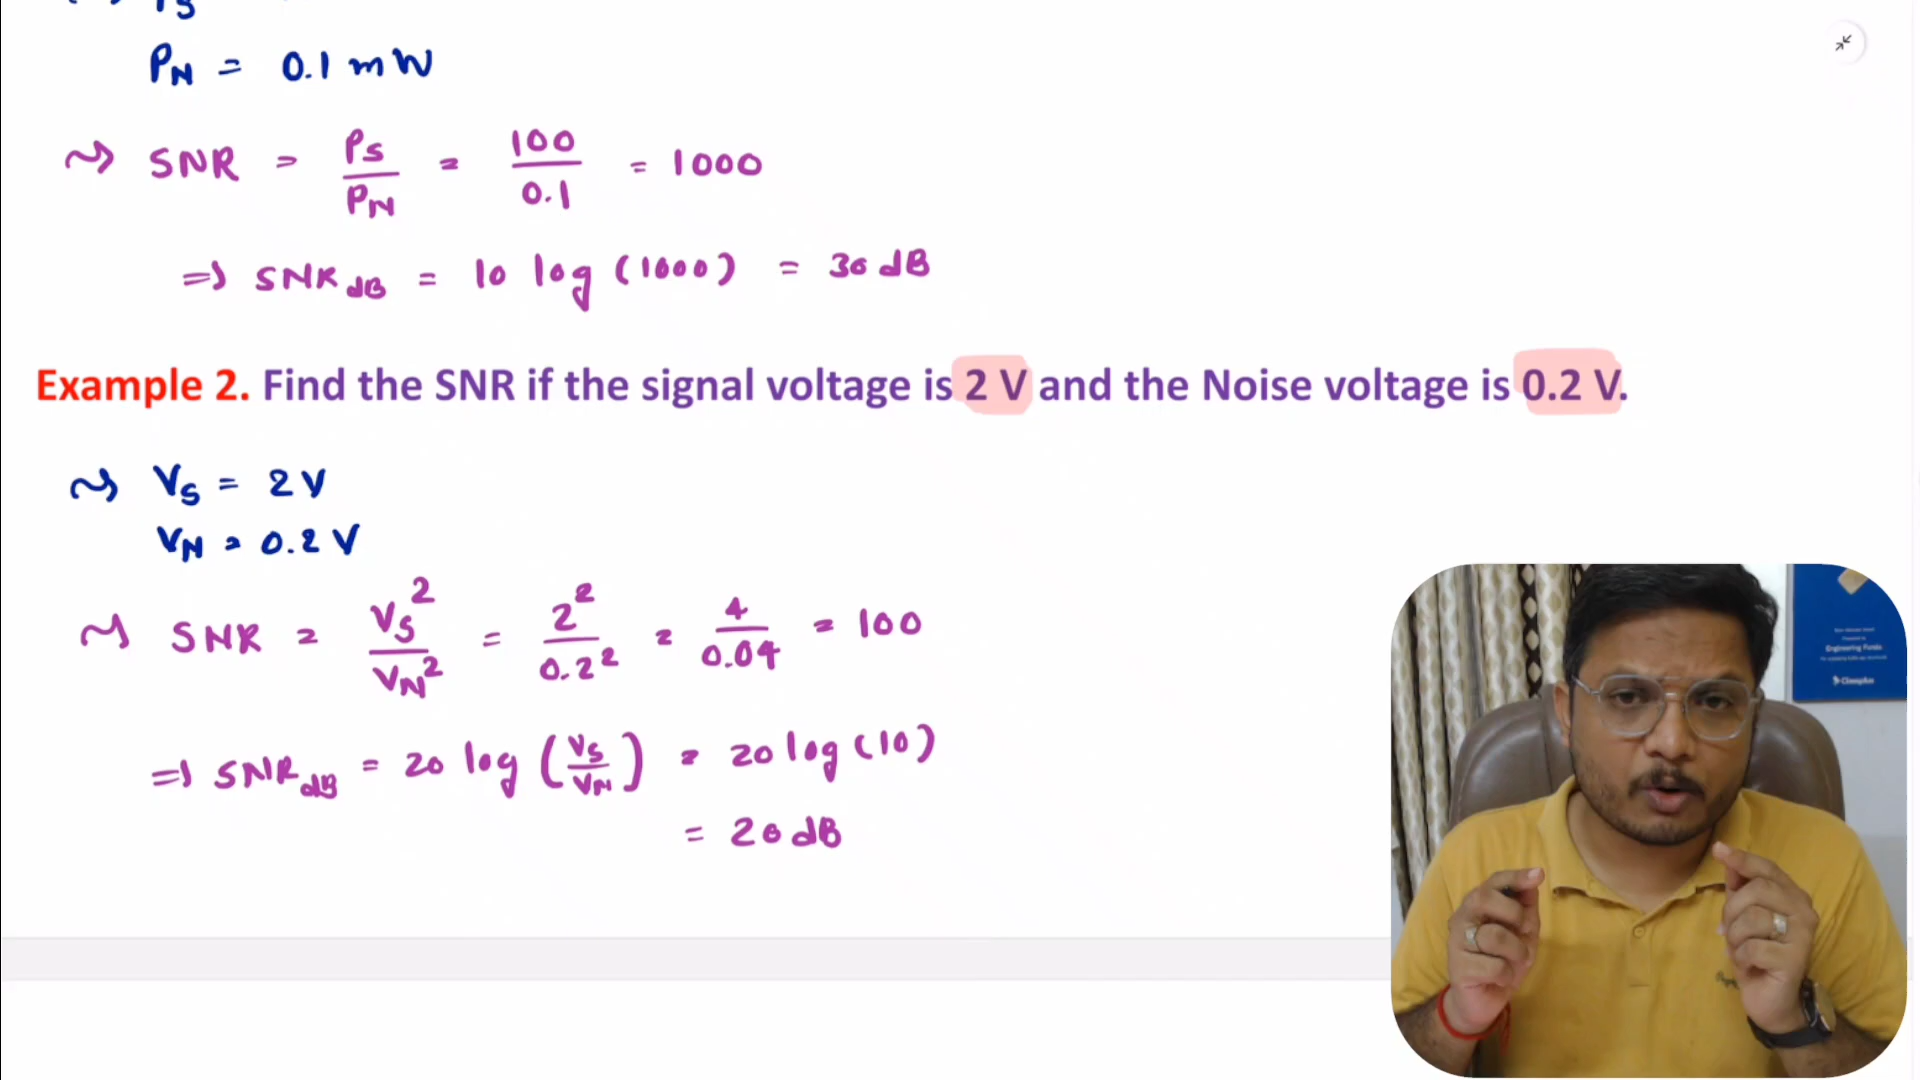 P_N = 0.1 mW
~> SNR = P_S/P_N = 100/0.1 = 1000
=> SNR_dB = 10 log (1000) = 30 dB
Example 2. Find the SNR if the signal voltage is 2 V and the Noise voltage is 0.2 V.
~> V_S = 2 V
V_N = 0.2 V
~> SNR = V_S²/V_N² = 2²/0.2² = 4/0.04 = 100
=> SNR_dB = 20 log (V_S/V_N) = 20 log (10)
= 20 dB
Engineering Funda